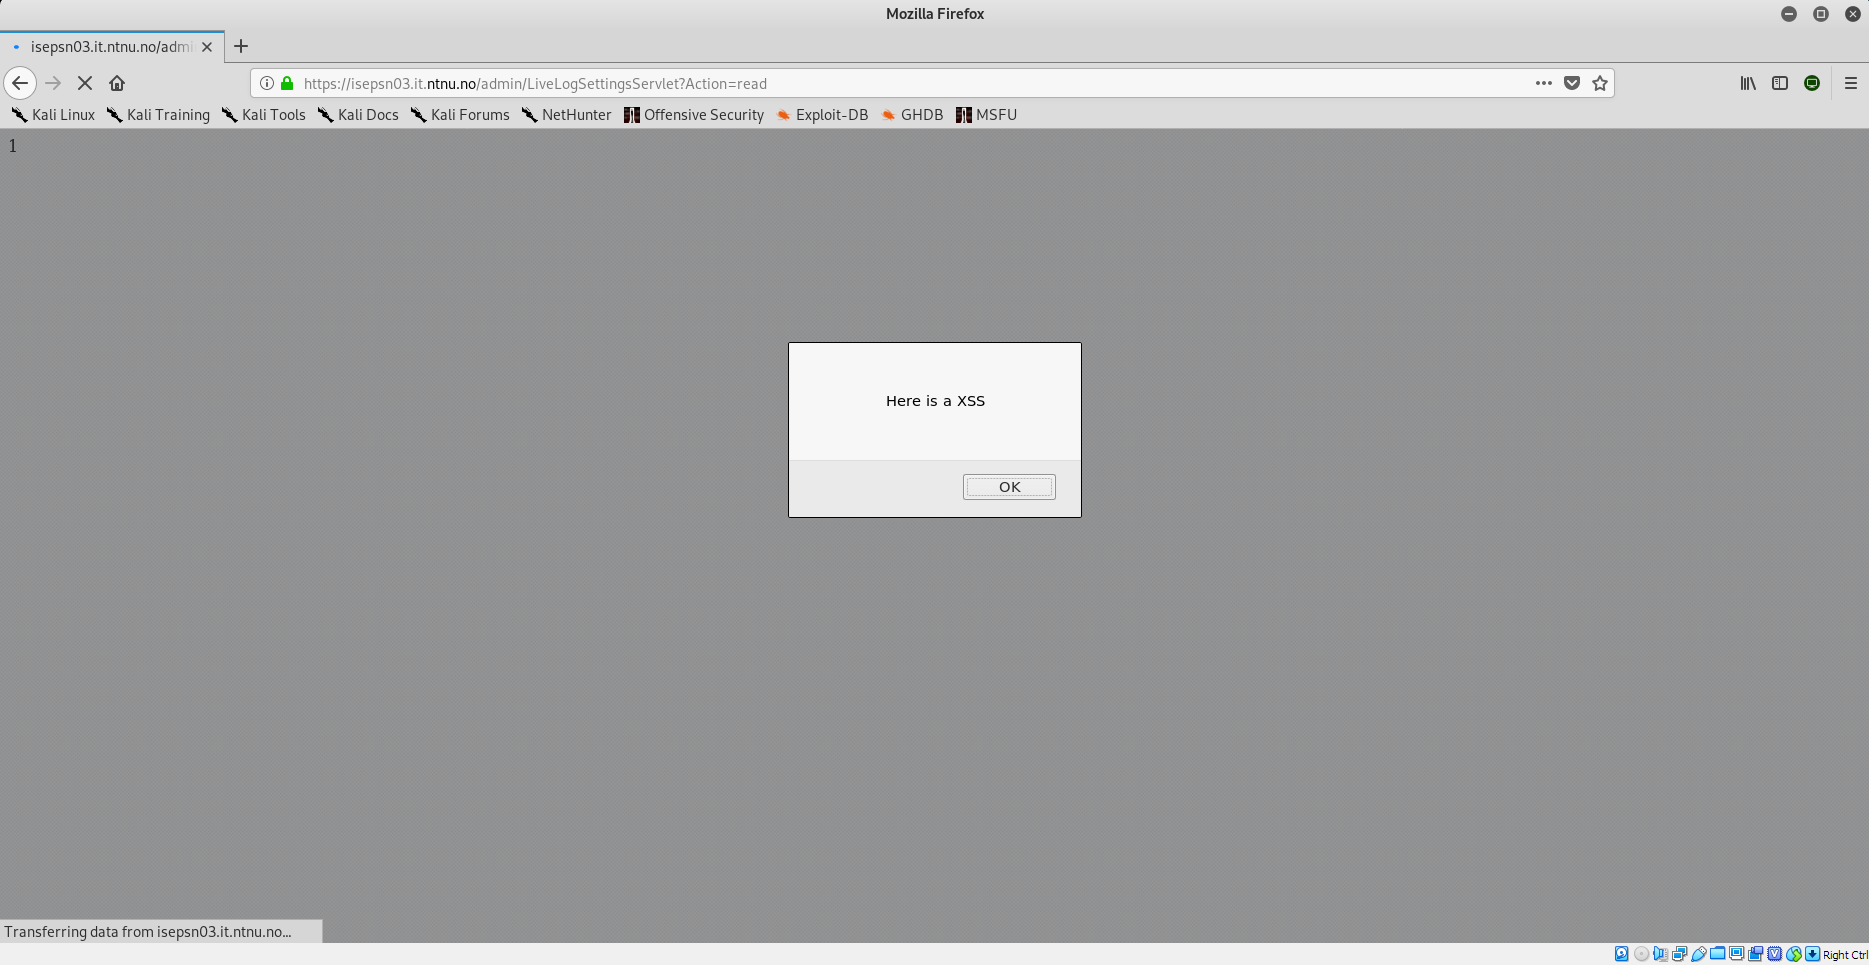 Mozilla Firefox
isepsn03.it.ntnu.no/admi
https://isepsn03.it.ntnu.no/admin/LiveLogSettingsServlet?Action=read
Kali Linux Kali Training Kali Tools Kali Docs Kali Forums NetHunter Offensive Security Exploit-DB GHDB MSFU
1
Here is a XSS
OK
Transferring data from isepsn03.it.ntnu.no...
Right Ctrl